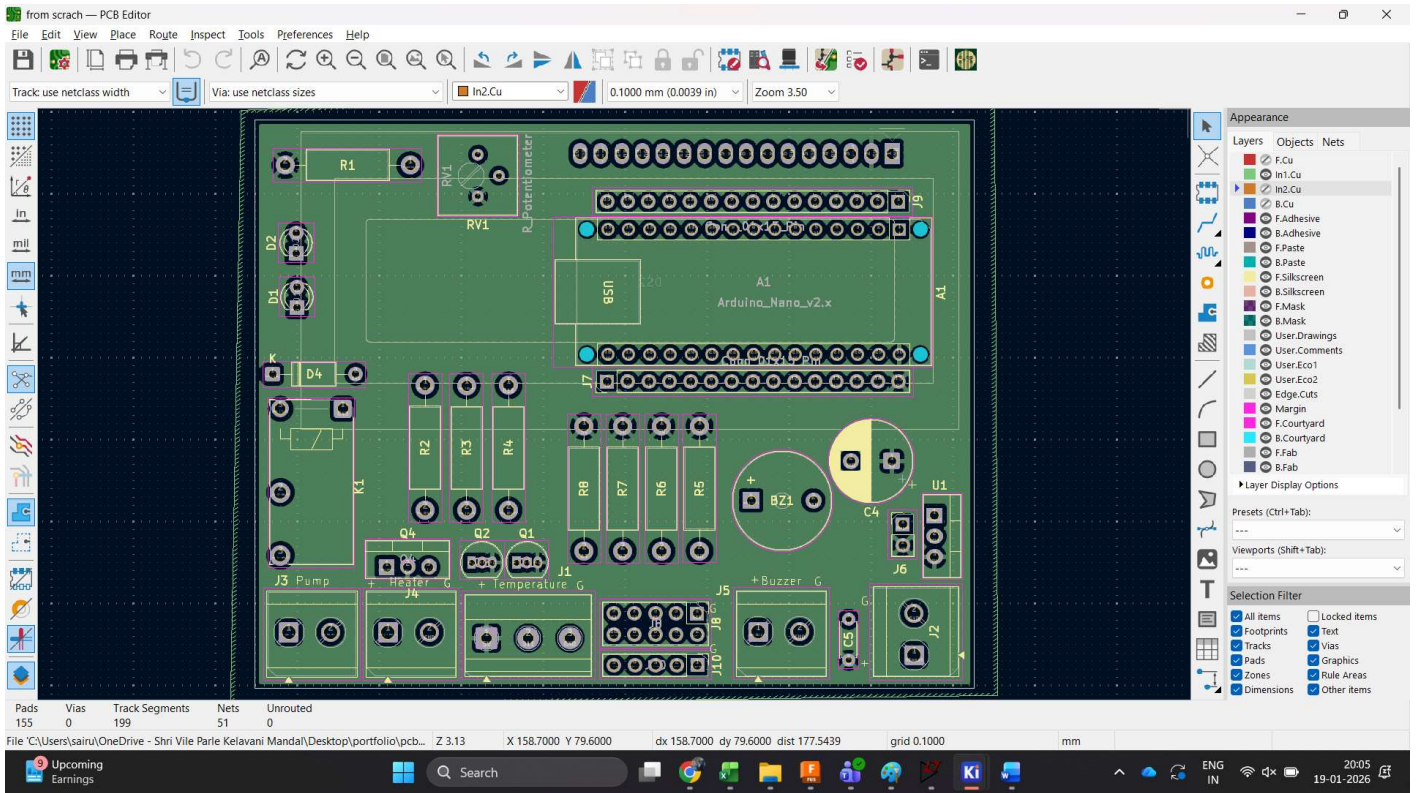 from scrach — PCB Editor
File Edit View Place Route Inspect Tools Preferences Help
Track: use netclass width
Via: use netclass sizes
In2.Cu
0.1000 mm (0.0039 in)
Zoom 3.50
in
mil
mm
R1
RV1
R_Potentiometer
RV1
J9
D2
D1
USB
A1
Arduino_Nano_v2.x
A1
J7
K
D4
R2
R3
R4
R8
R7
R6
R5
K1
+
BZ1
C4
+
U1
J6
Q4
Q2
Q1
J1
J3 Pump
+ Heater G
J4
+ Temperature G
J5
+Buzzer G
G
J8
G
J10
C5
G
+
J2
Appearance
Layers Objects Nets
F.Cu
In1.Cu
In2.Cu
B.Cu
F.Adhesive
B.Adhesive
F.Paste
B.Paste
F.Silkscreen
B.Silkscreen
F.Mask
B.Mask
User.Drawings
User.Comments
User.Eco1
User.Eco2
Edge.Cuts
Margin
F.Courtyard
B.Courtyard
F.Fab
B.Fab
Layer Display Options
Presets (Ctrl+Tab):
---
Viewports (Shift+Tab):
---
Selection Filter
All items Locked items
Footprints Text
Tracks Vias
Pads Graphics
Zones Rule Areas
Dimensions Other items
Pads Vias Track Segments Nets Unrouted
155 0 199 51 0
File 'C:\Users\sairu\OneDrive - Shri Vile Parle Kelavani Mandal\Desktop\portfolio\pcb... Z 3.13 X 158.7000 Y 79.6000 dx 158.7000 dy 79.6000 dist 177.5439 grid 0.1000 mm
9
Upcoming
Earnings
Search
Ki
ENG
IN
20:05
19-01-2026